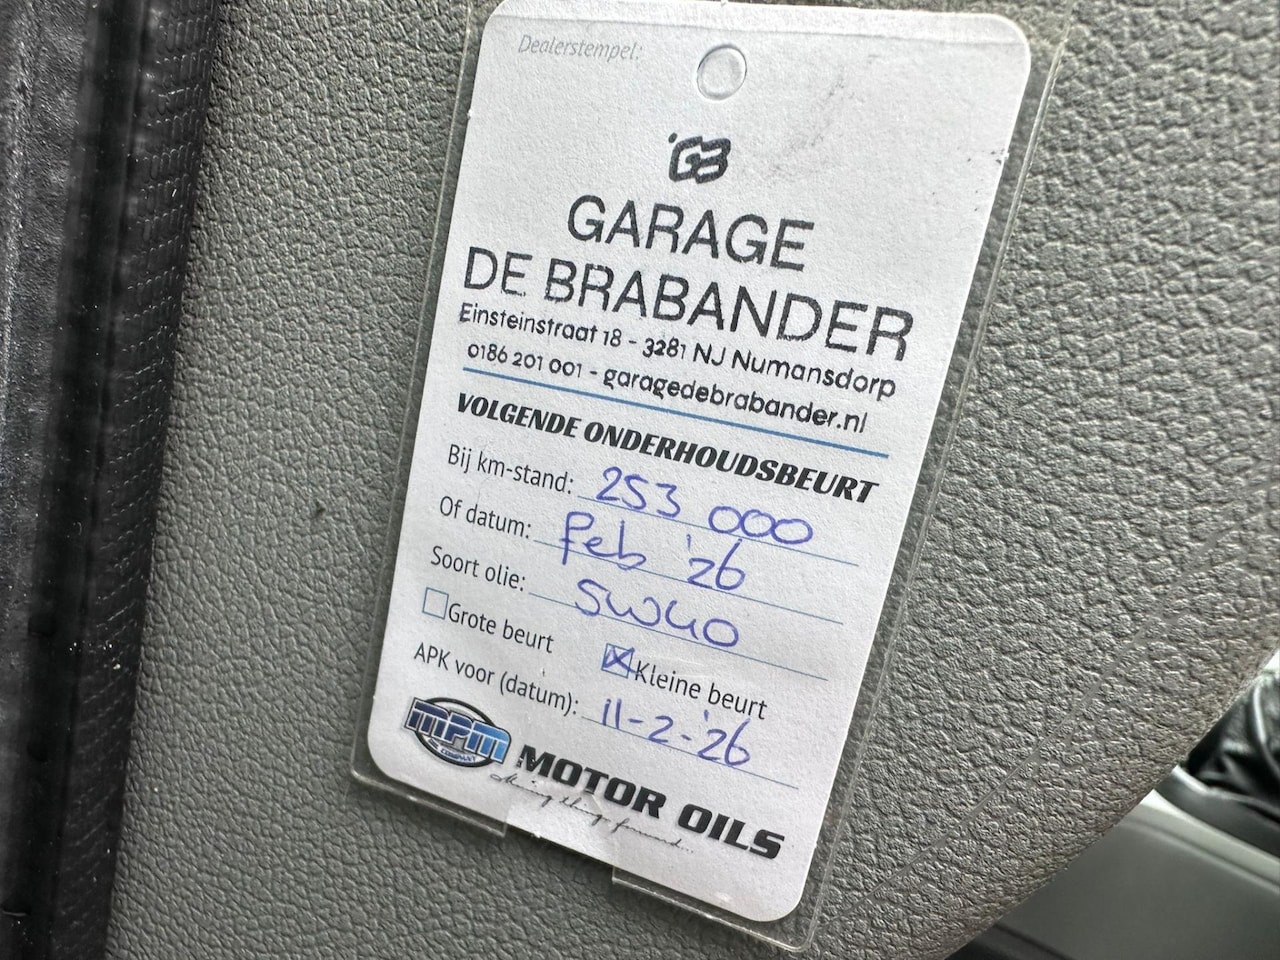 Dealerstempel:
GB
GARAGE
DE BRABANDER
Einsteinstraat 18 - 3281 NJ Numansdorp
0186 201 001 - garagedebrabander.nl
VOLGENDE ONDERHOUDSBEURT
Bij km-stand: 253 000
Of datum: feb '26
Soort olie: 5W40
Grote beurt Kleine beurt
APK voor (datum): 11-2-'26
MPM
COMPANY
MOTOR OILS